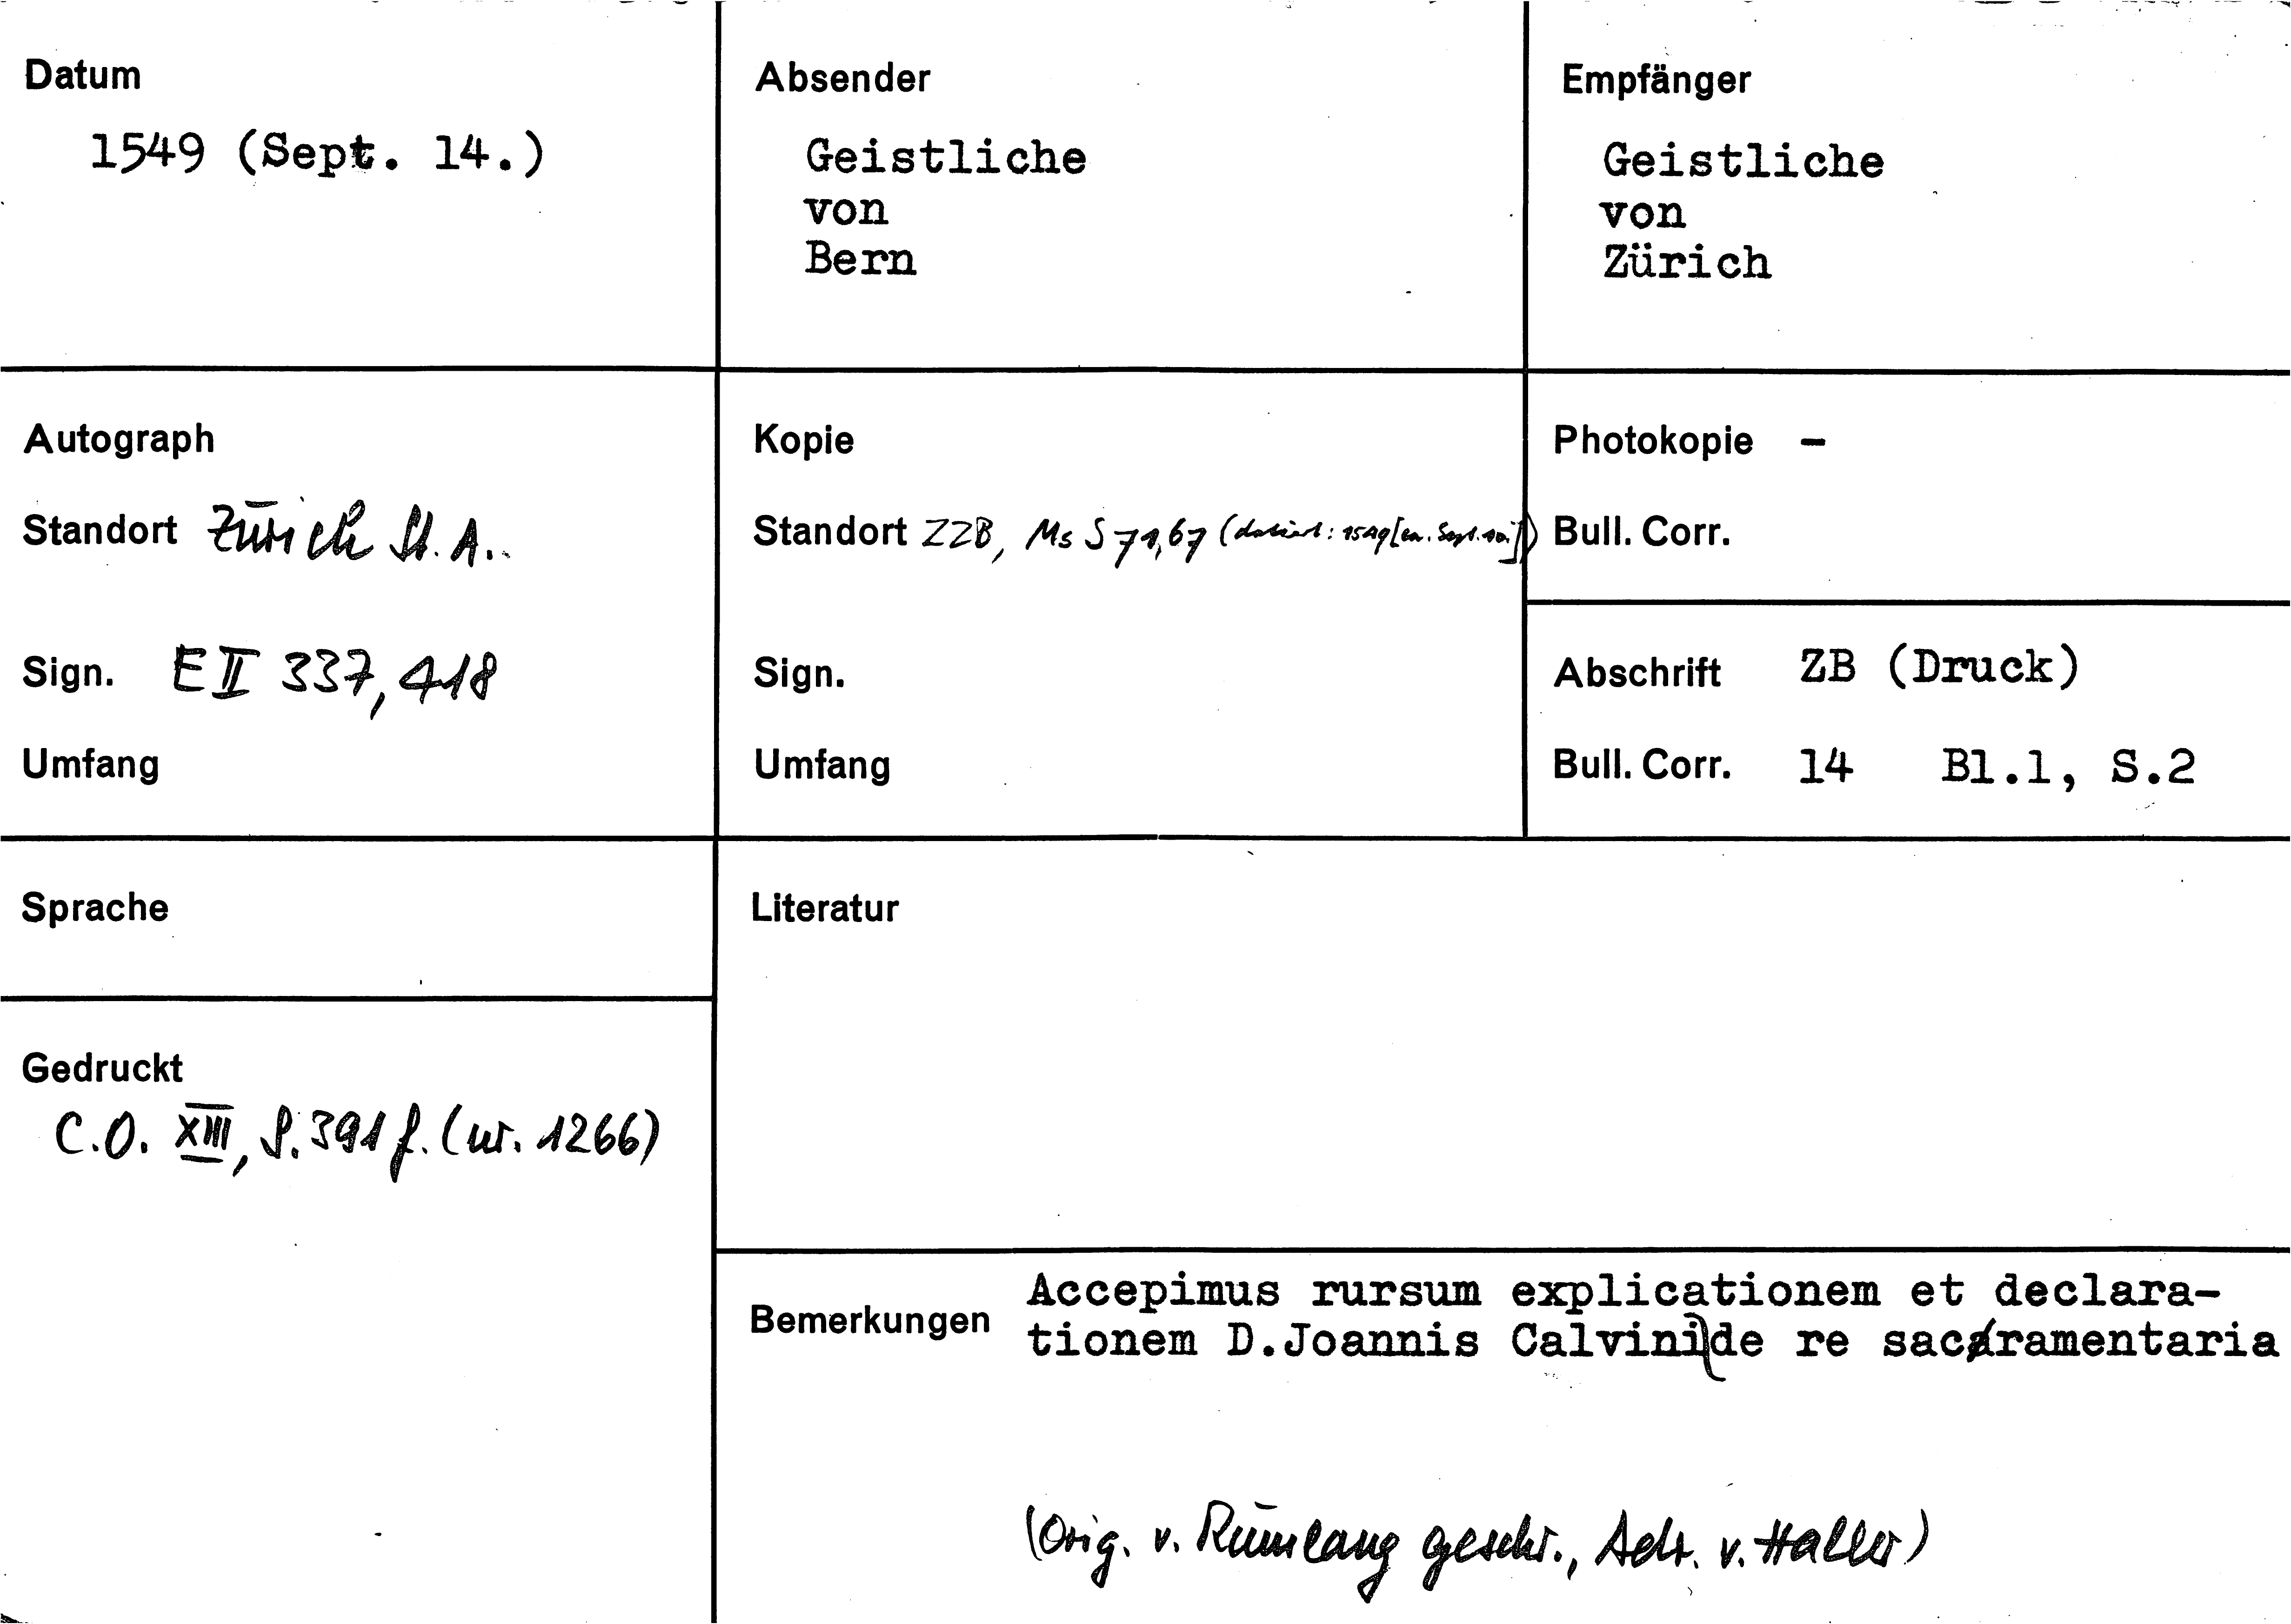 Datum
1549 (Sept. 14.)
Absender
Geistliche
von
Bern
Empfänger
Geistliche
von
Zürich
Autograph
Standort Zürich St. A.
Sign. E II 337, 418
Umfang
Kopie
Standort ZZB, Ms S 71, 67 (datiert: 1549 [ca. Sept. 10.])
Sign.
Umfang
Photokopie –
Bull. Corr.
Abschrift ZB (Druck)
Bull. Corr. 14 Bl.1, S.2
Sprache
Gedruckt
C.O. XIII, S. 391 f. (nr. 1266)
Literatur
Bemerkungen
Accepimus rursum explicationem et declara-
tionem D.Joannis Calvini de re sacramentaria
(Orig. v. Rümlang geschr., Adr. v. Haller)